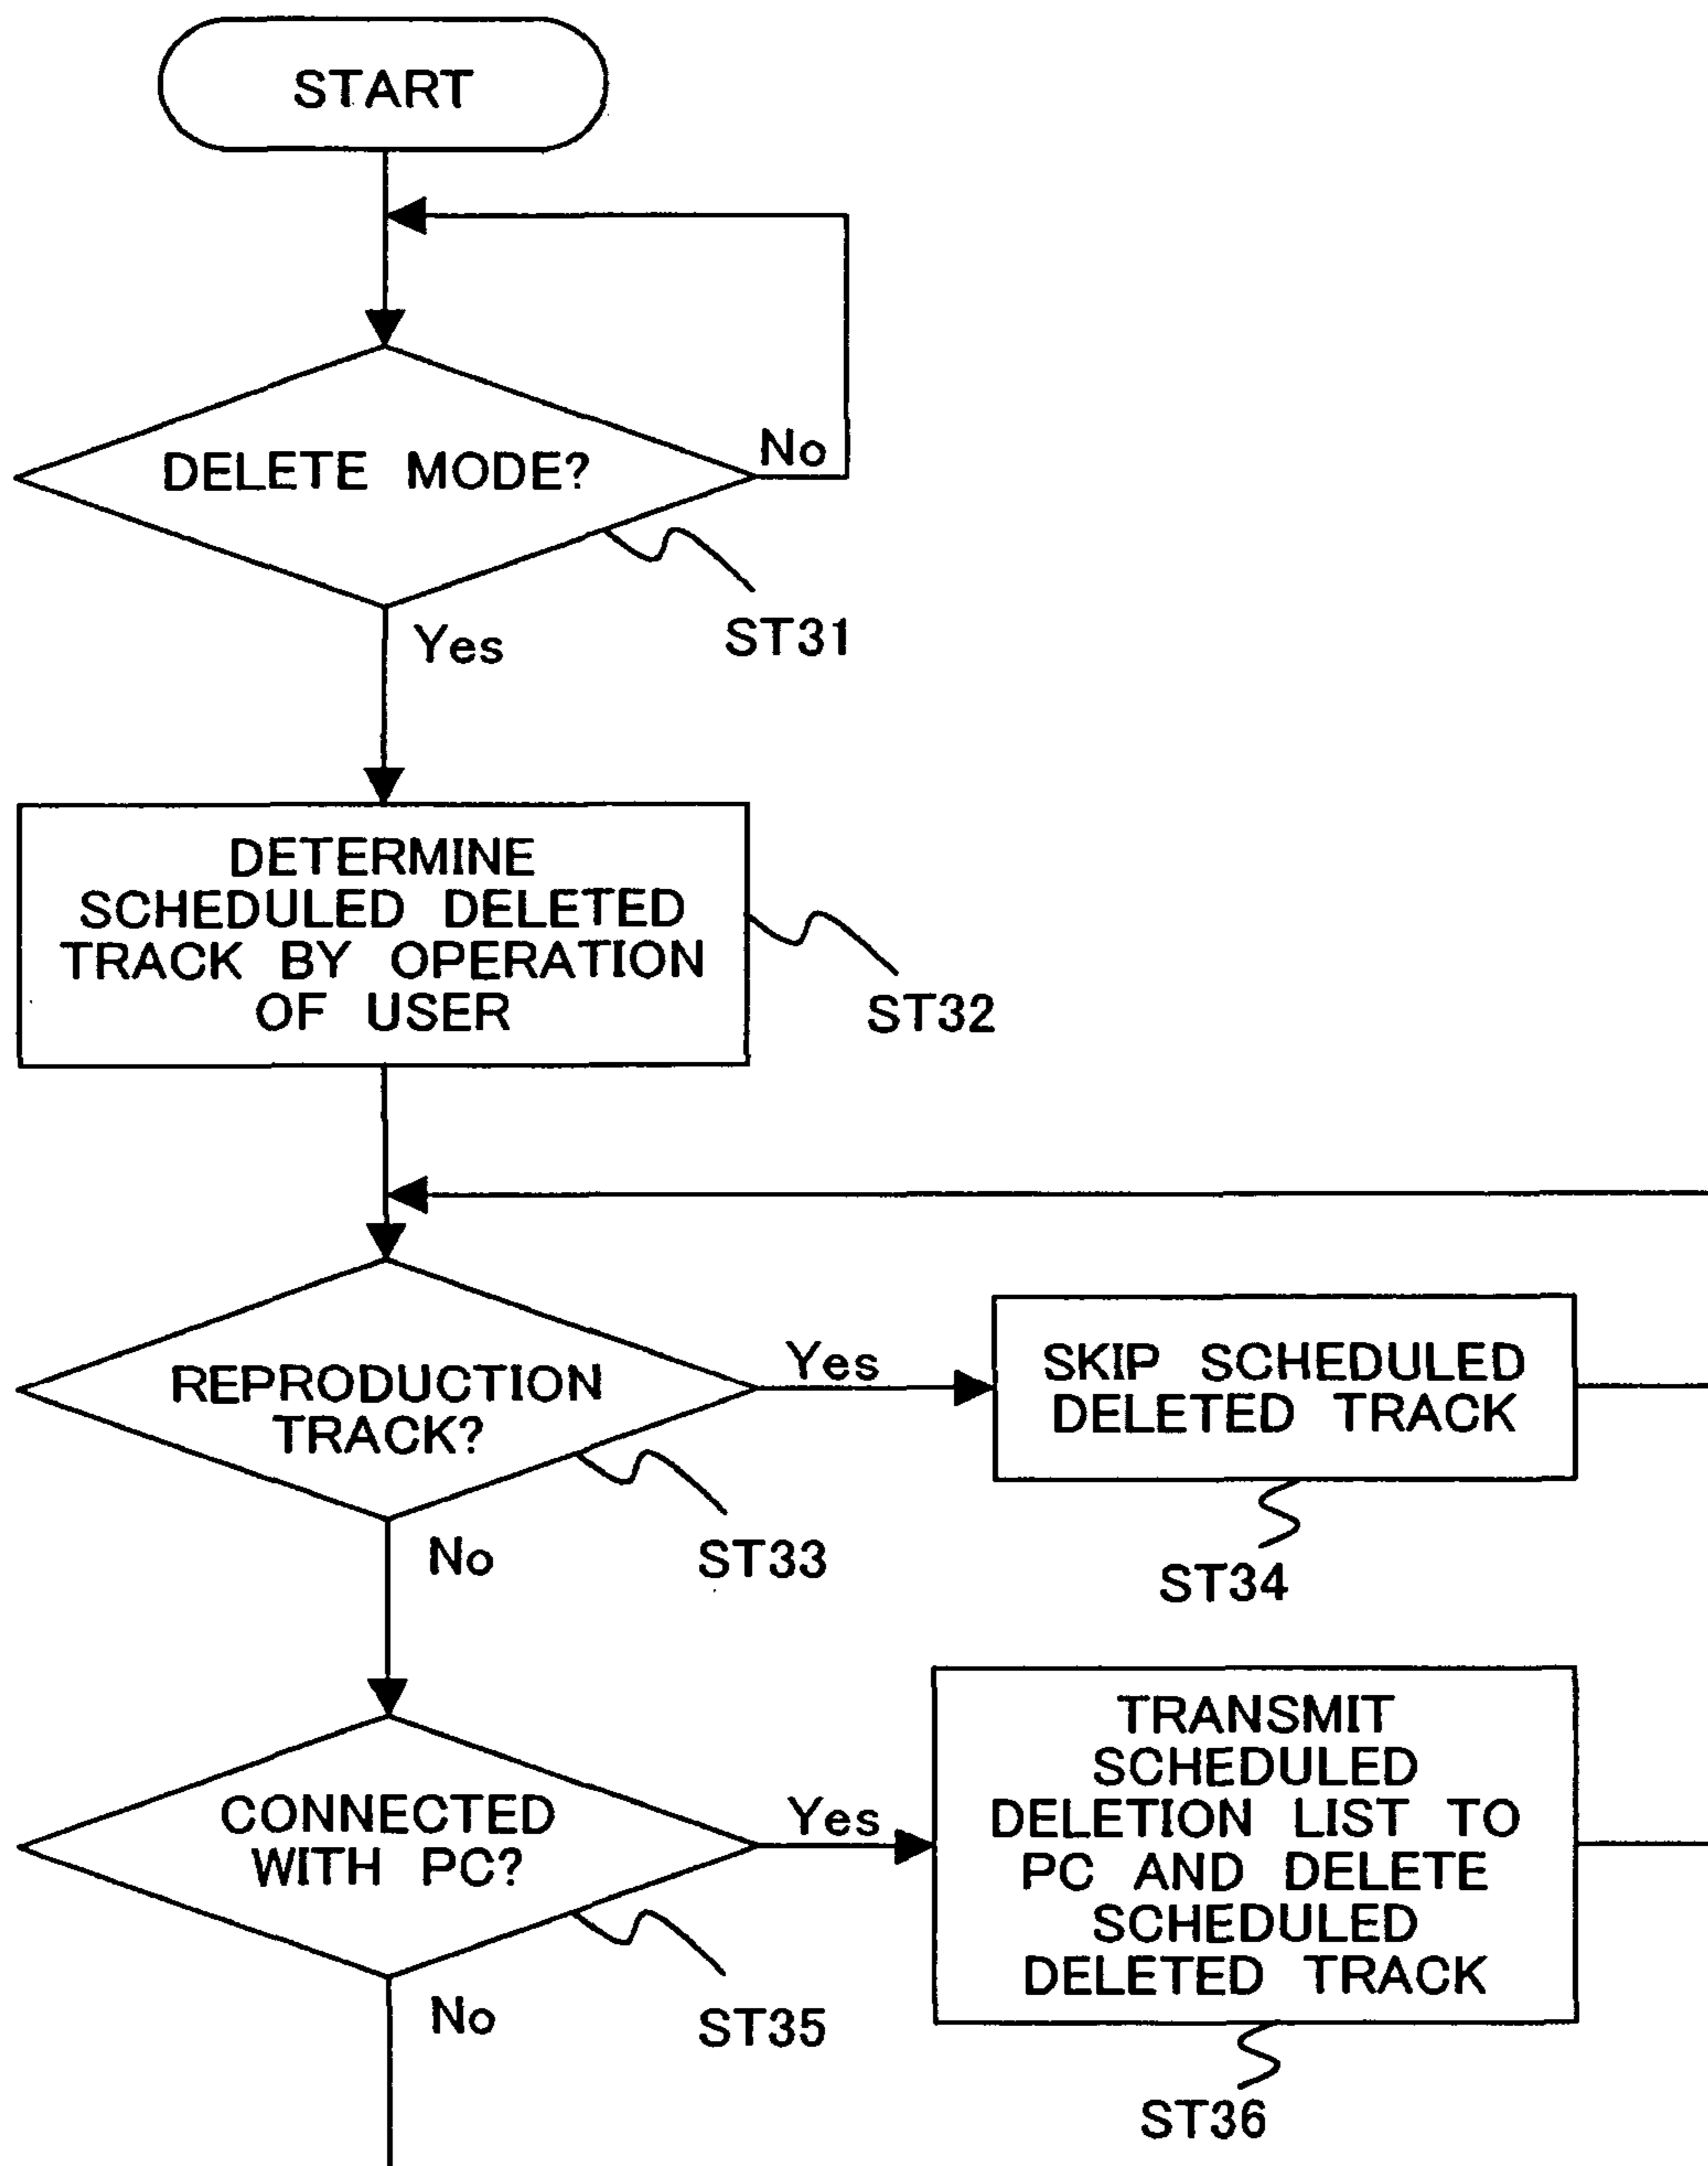 START
DELETE MODE?
No
ST31
Yes
DETERMINE
SCHEDULED DELETED
TRACK BY OPERATION
OF USER
ST32
REPRODUCTION
TRACK?
Yes
SKIP SCHEDULED
DELETED TRACK
ST33
No
ST34
CONNECTED
WITH PC?
Yes
TRANSMIT
SCHEDULED
DELETION LIST TO
PC AND DELETE
SCHEDULED
DELETED TRACK
ST35
No
ST36